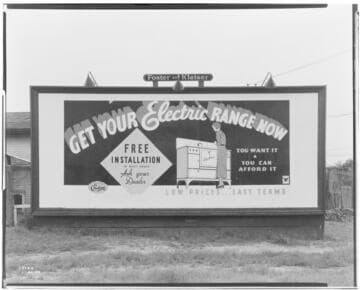 Foster and Kleiser
GET YOUR Electric RANGE NOW
FREE
INSTALLATION
Ask your
Dealer
YOU WANT IT
YOU CAN
AFFORD IT
LOW PRICES EASY TERMS